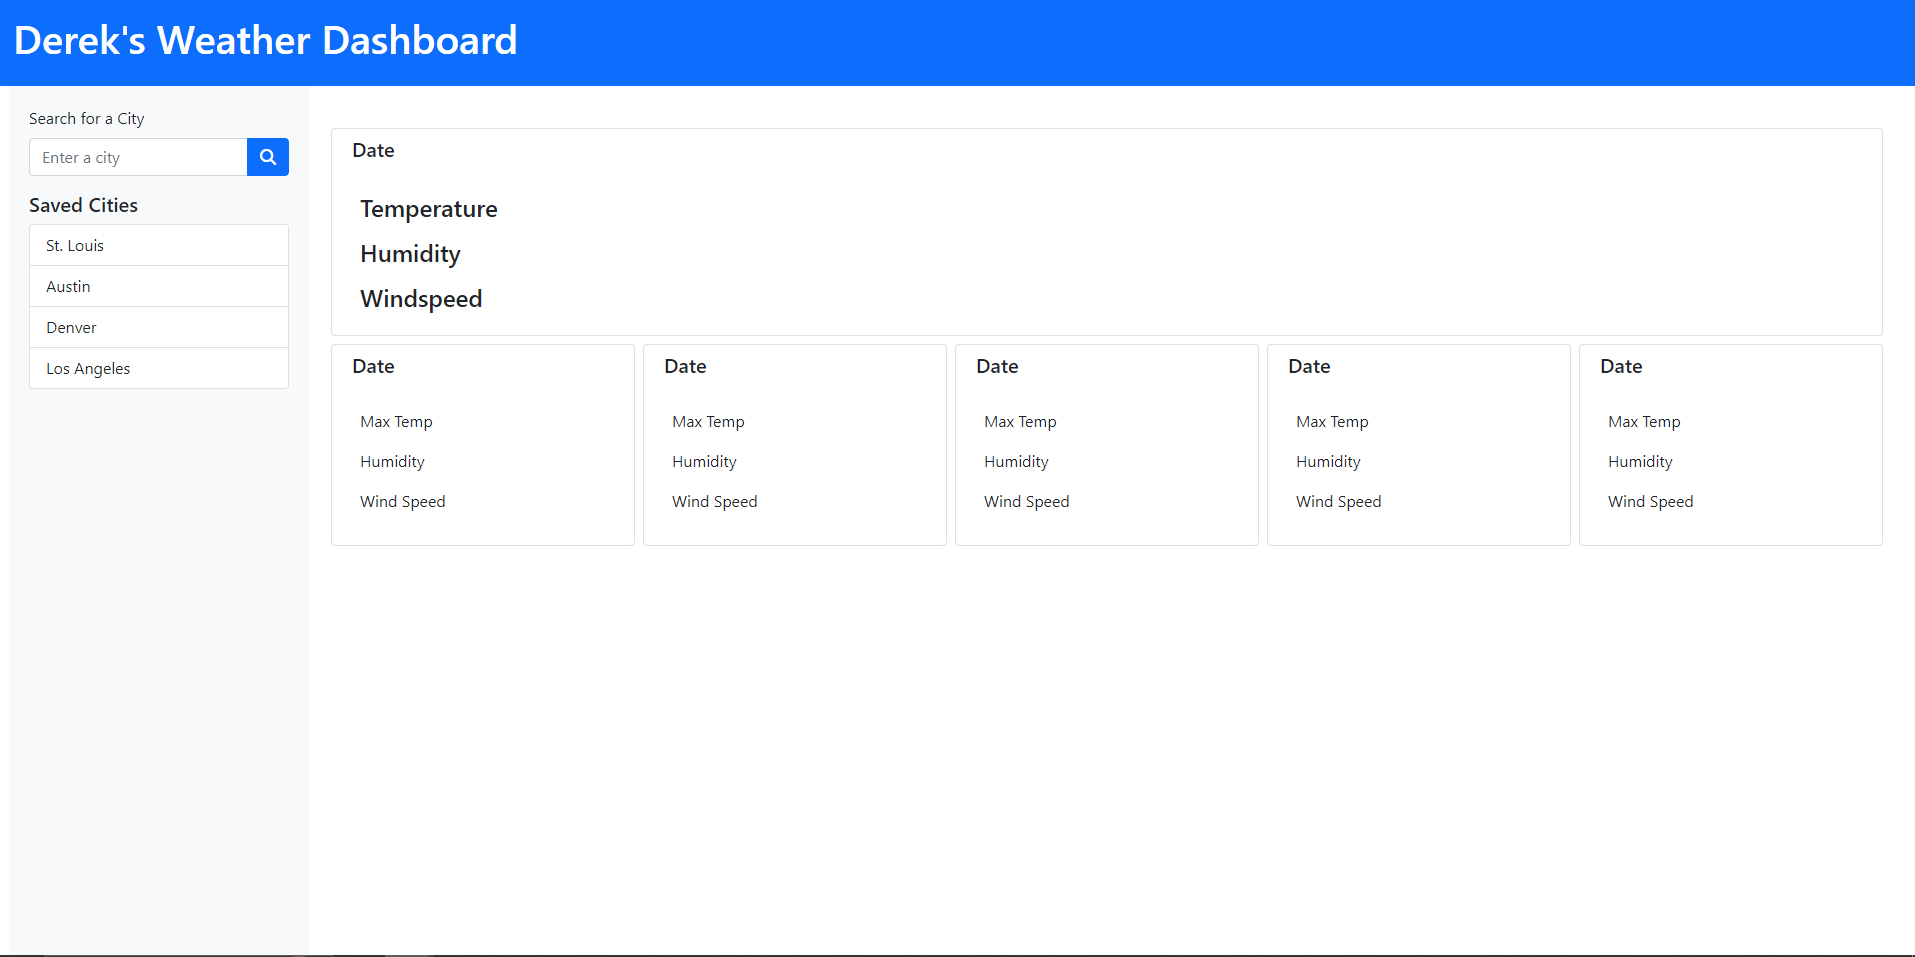 Derek's Weather Dashboard
Search for a City
Enter a city
Saved Cities
St. Louis
Austin
Denver
Los Angeles
Date
Temperature
Humidity
Windspeed
Date
Max Temp
Humidity
Wind Speed
Date
Max Temp
Humidity
Wind Speed
Date
Max Temp
Humidity
Wind Speed
Date
Max Temp
Humidity
Wind Speed
Date
Max Temp
Humidity
Wind Speed